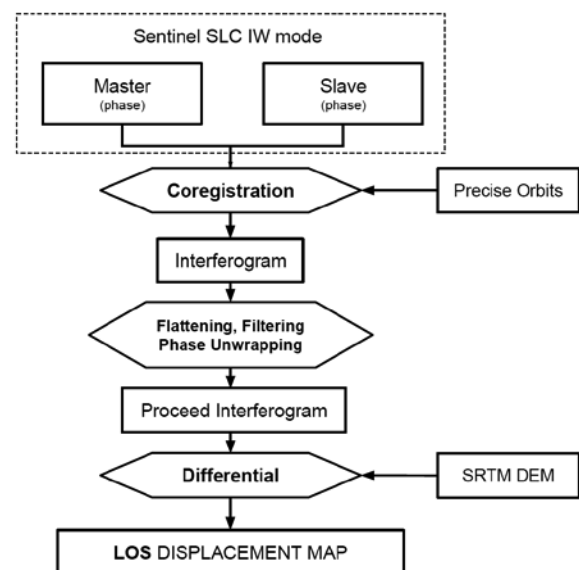 Sentinel SLC IW mode
Master
(phase)
Slave
(phase)
Coregistration
Precise Orbits
Interferogram
Flattening, Filtering
Phase Unwrapping
Proceed Interferogram
Differential
SRTM DEM
LOS DISPLACEMENT MAP